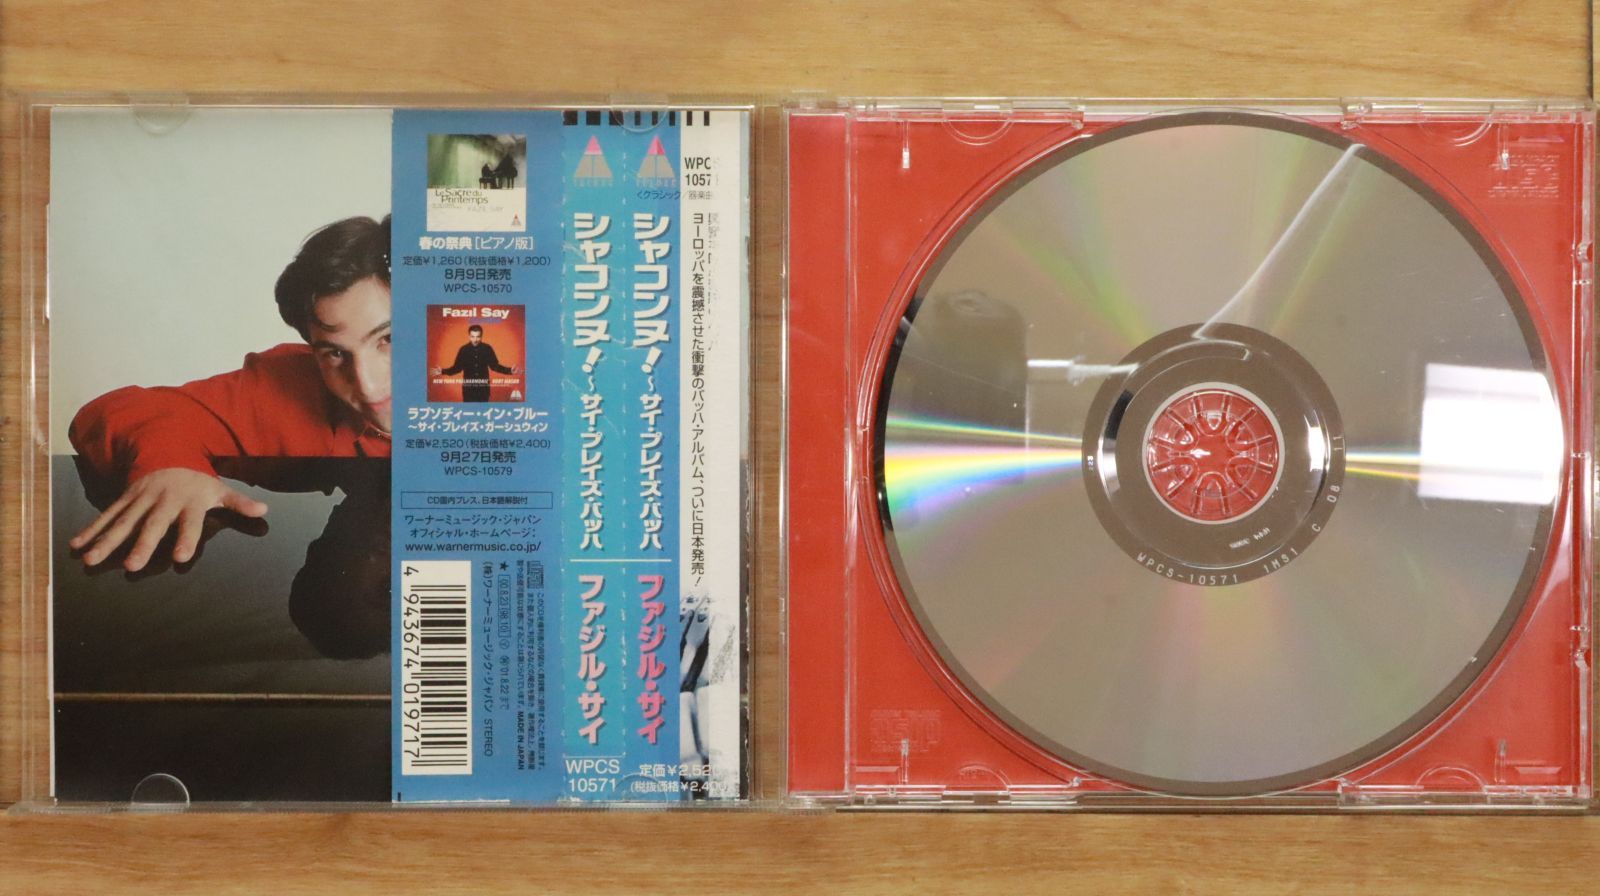 Le Sacre du
Printemps
FAZIL SAY
春の祭典[ピアノ版]
定価¥1,260(税抜価格¥1,200)
8月9日発売
WPCS-10570
Fazil Say
NEW YORK PHILHARMONIC KURT MASUR
ラプソディー・イン・ブルー
〜サイ・プレイズ・ガーシュウィン
定価¥2,520(税抜価格¥2,400)
9月27日発売
WPCS-10579
CD国内プレス、日本語解説付
ワーナーミュージック・ジャパン
オフィシャル・ホームページ:
www.warnermusic.co.jp/
(株)ワーナーミュージック・ジャパン STEREO
MADE IN JAPAN
4 943674 019717
シャコンヌ!〜サイ・プレイズ・バッハ
ファジル・サイ
WPCS
10571
シャコンヌ!〜サイ・プレイズ・バッハ
ファジル・サイ
定価¥2,520
(税抜価格¥2,40
WPCS
10571
<クラシック/器楽曲
ヨーロッパを震撼させた衝撃のバッハ・アルバム、ついに日本発売!
WPCS-10571 1MS1 C 08